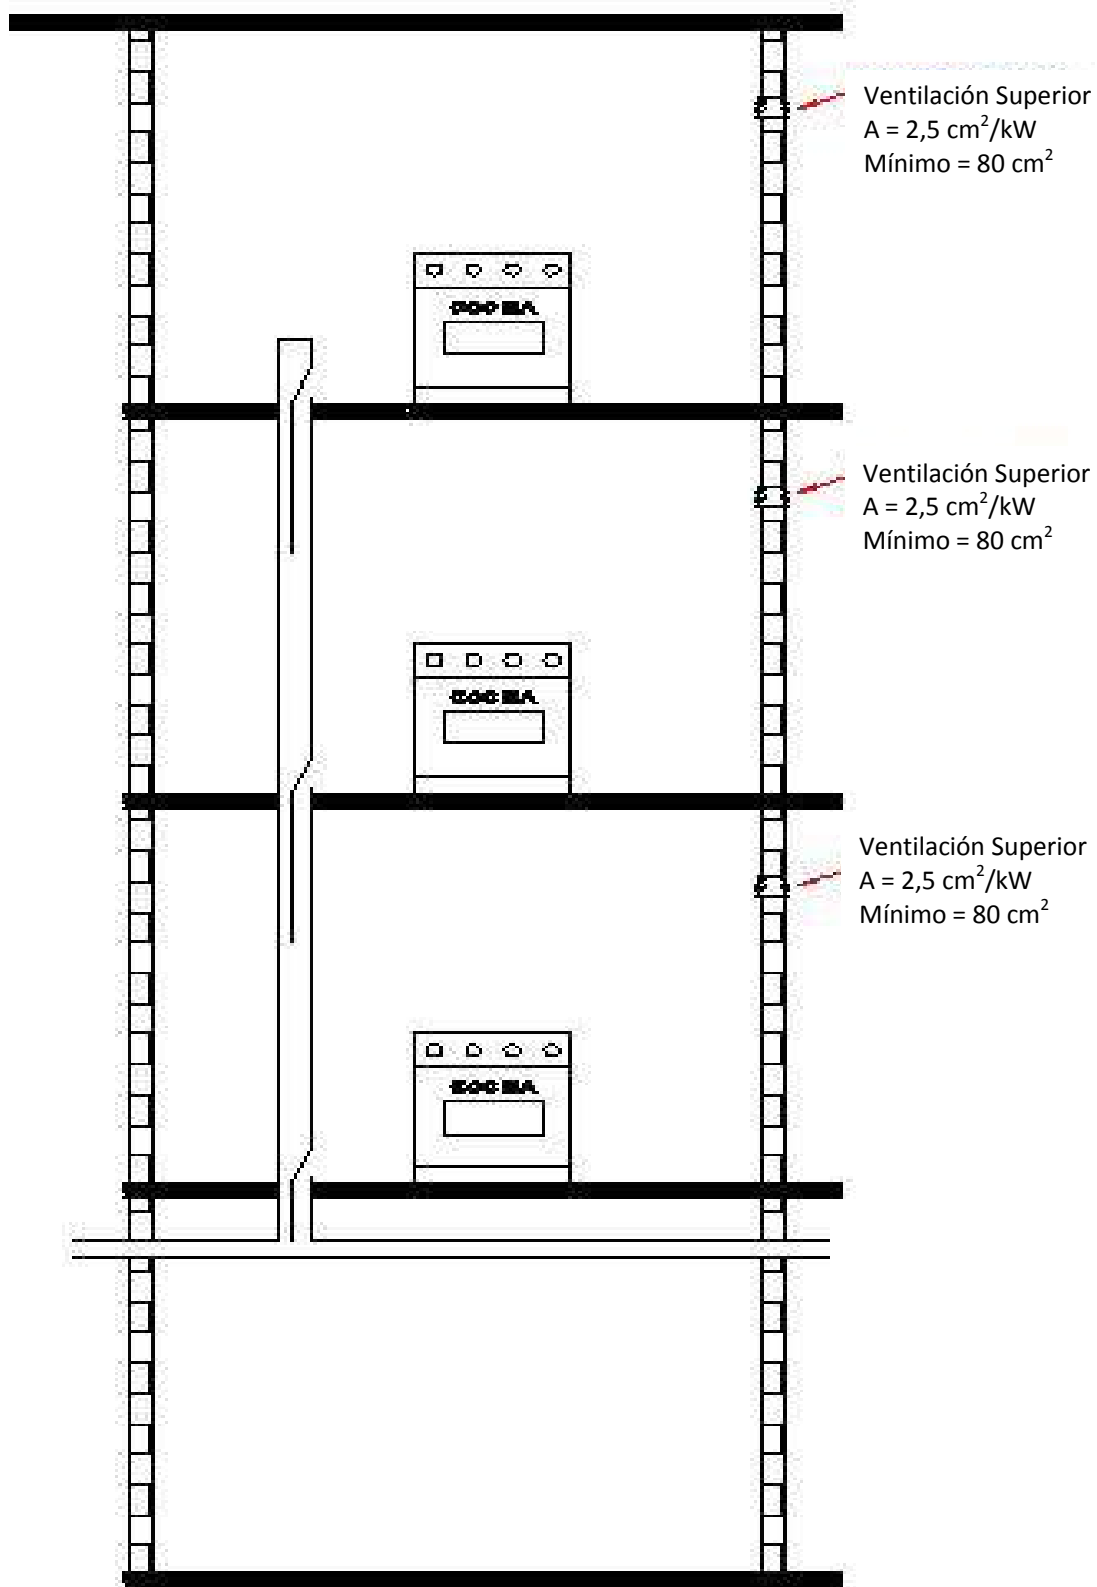 Ventilación Superior
A = 2,5 cm²/kW
Mínimo = 80 cm²
COCINA
Ventilación Superior
A = 2,5 cm²/kW
Mínimo = 80 cm²
COCINA
Ventilación Superior
A = 2,5 cm²/kW
Mínimo = 80 cm²
COCINA